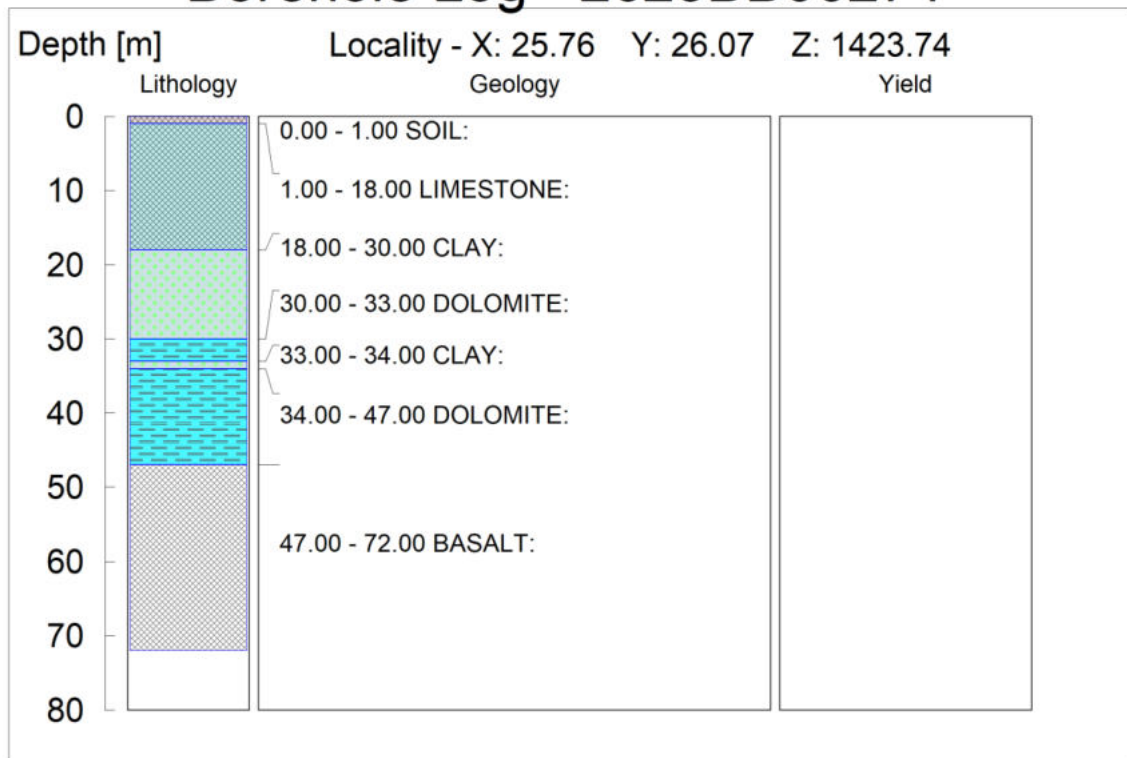 Depth [m]
Locality - X: 25.76 Y: 26.07 Z: 1423.74
Lithology
Geology
Yield
0
10
20
30
40
50
60
70
80
0.00 - 1.00 SOIL:
1.00 - 18.00 LIMESTONE:
18.00 - 30.00 CLAY:
30.00 - 33.00 DOLOMITE:
33.00 - 34.00 CLAY:
34.00 - 47.00 DOLOMITE:
47.00 - 72.00 BASALT: